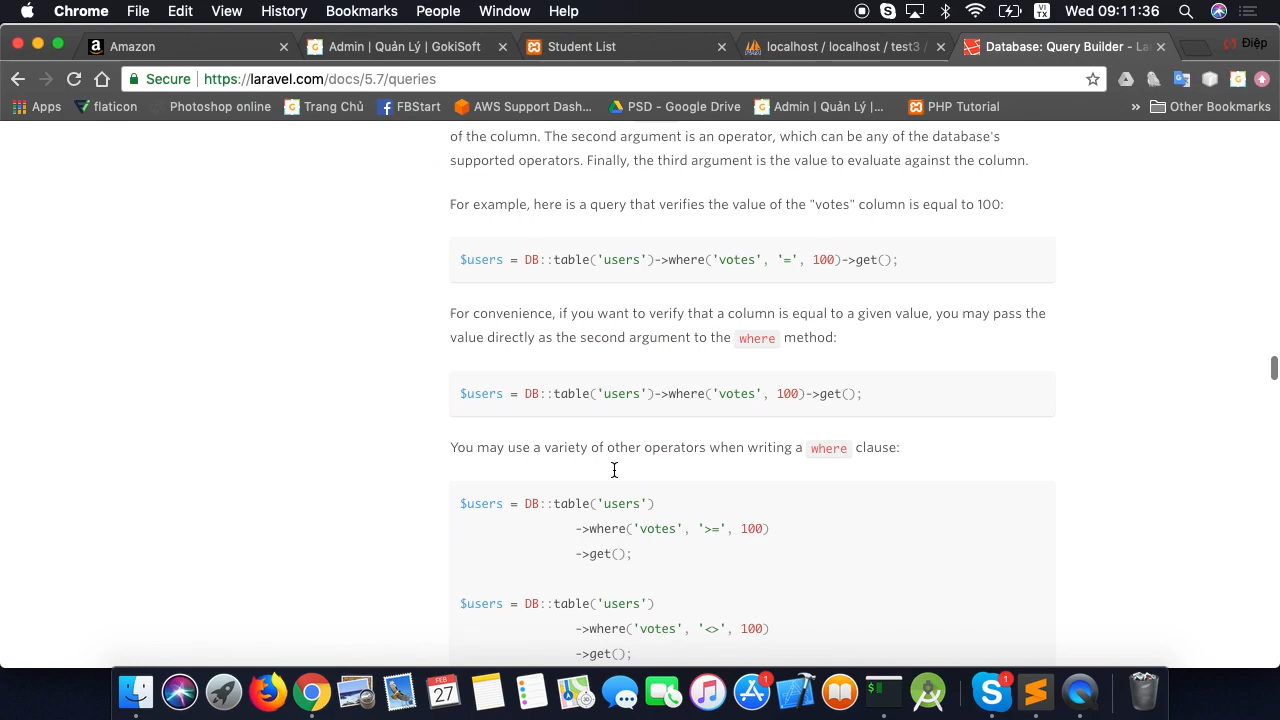 Chrome File Edit View History Bookmarks People Window Help
VI
TX
Wed 09:11:36
Amazon
Admin | Quản Lý | GokiSoft
Student List
localhost / localhost / test3 /
Database: Query Builder - La
Điệp
Secure | https://laravel.com/docs/5.7/queries
Apps
flaticon
Photoshop online
Trang Chủ
FBStart
AWS Support Dash...
PSD - Google Drive
Admin | Quản Lý |...
PHP Tutorial
»
Other Bookmarks
of the column. The second argument is an operator, which can be any of the database's
supported operators. Finally, the third argument is the value to evaluate against the column.
For example, here is a query that verifies the value of the "votes" column is equal to 100:
$users = DB::table('users')->where('votes', '=', 100)->get();
For convenience, if you want to verify that a column is equal to a given value, you may pass the
value directly as the second argument to the where method:
$users = DB::table('users')->where('votes', 100)->get();
You may use a variety of other operators when writing a where clause:
$users = DB::table('users')
->where('votes', '>=', 100)
->get();
$users = DB::table('users')
->where('votes', '<>', 100)
->get();
FEB
27
1
1